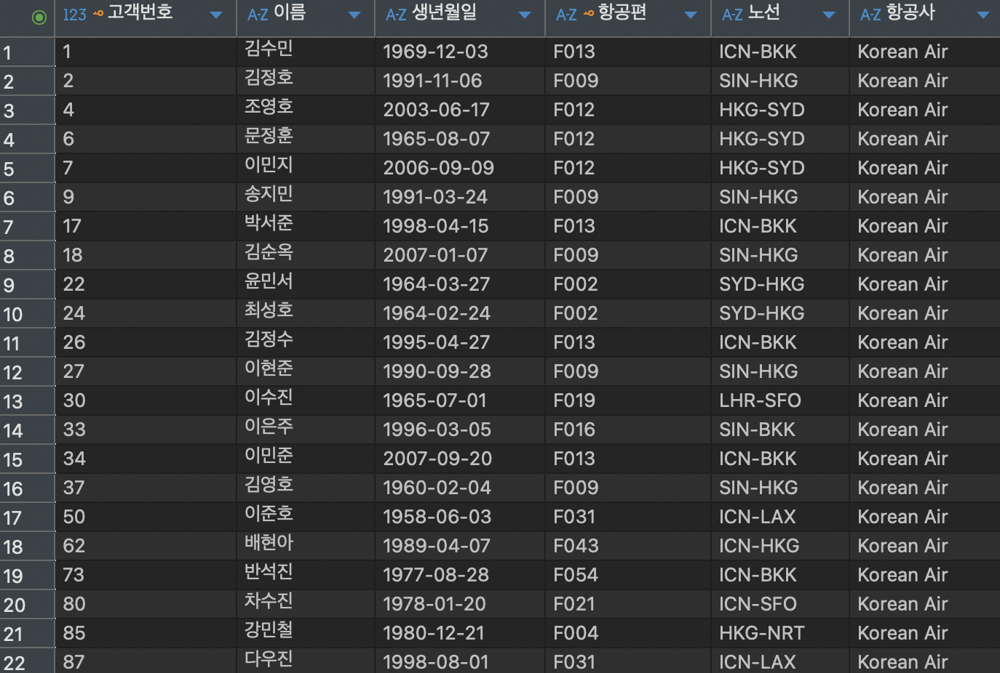 123 고객번호 A-Z 이름 A-Z 생년월일 A-Z 항공편 A-Z 노선 A-Z 항공사
1 1 김수민 1969-12-03 F013 ICN-BKK Korean Air
2 2 김정호 1991-11-06 F009 SIN-HKG Korean Air
3 4 조영호 2003-06-17 F012 HKG-SYD Korean Air
4 6 문정훈 1965-08-07 F012 HKG-SYD Korean Air
5 7 이민지 2006-09-09 F012 HKG-SYD Korean Air
6 9 송지민 1991-03-24 F009 SIN-HKG Korean Air
7 17 박서준 1998-04-15 F013 ICN-BKK Korean Air
8 18 김순옥 2007-01-07 F009 SIN-HKG Korean Air
9 22 윤민서 1964-03-27 F002 SYD-HKG Korean Air
10 24 최성호 1964-02-24 F002 SYD-HKG Korean Air
11 26 김정수 1995-04-27 F013 ICN-BKK Korean Air
12 27 이현준 1990-09-28 F009 SIN-HKG Korean Air
13 30 이수진 1965-07-01 F019 LHR-SFO Korean Air
14 33 이은주 1996-03-05 F016 SIN-BKK Korean Air
15 34 이민준 2007-09-20 F013 ICN-BKK Korean Air
16 37 김영호 1960-02-04 F009 SIN-HKG Korean Air
17 50 이준호 1958-06-03 F031 ICN-LAX Korean Air
18 62 배현아 1989-04-07 F043 ICN-HKG Korean Air
19 73 반석진 1977-08-28 F054 ICN-BKK Korean Air
20 80 차수진 1978-01-20 F021 ICN-SFO Korean Air
21 85 강민철 1980-12-21 F004 HKG-NRT Korean Air
22 87 다우진 1998-08-01 F031 ICN-LAX Korean Air